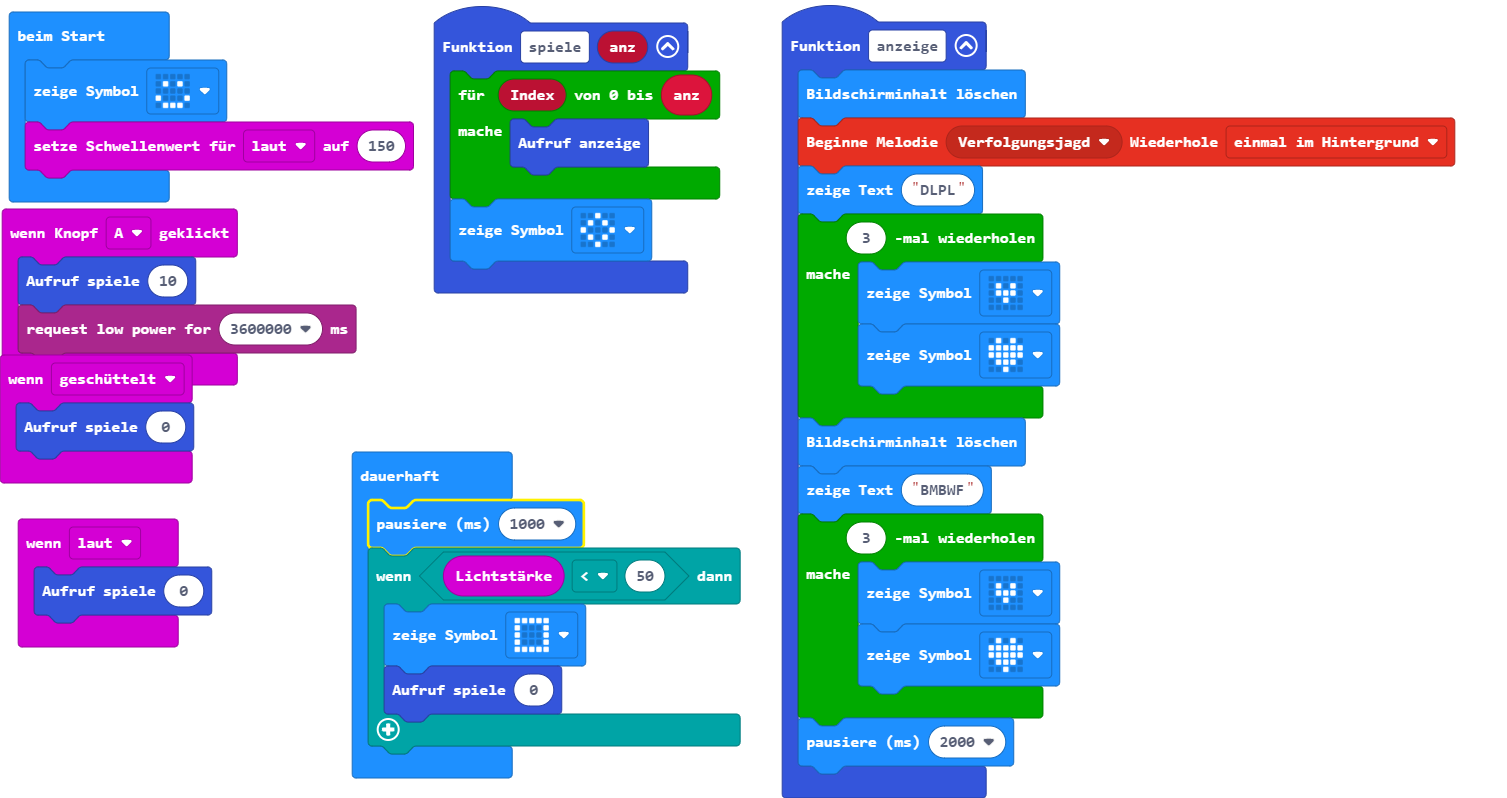 beim Start
zeige Symbol
setze Schwellenwert für laut auf 150
wenn Knopf A geklickt
Aufruf spiele 10
request low power for 3600000 ms
wenn geschüttelt
Aufruf spiele 0
wenn laut
Aufruf spiele 0
Funktion spiele anz
für Index von 0 bis anz
mache Aufruf anzeige
zeige Symbol
dauerhaft
pausiere (ms) 1000
wenn Lichtstärke < 50 dann
zeige Symbol
Aufruf spiele 0
Funktion anzeige
Bildschirminhalt löschen
Beginne Melodie Verfolgungsjagd Wiederhole einmal im Hintergrund
zeige Text "DLPL"
3 -mal wiederholen
mache zeige Symbol
zeige Symbol
Bildschirminhalt löschen
zeige Text "BMBWF"
3 -mal wiederholen
mache zeige Symbol
zeige Symbol
pausiere (ms) 2000